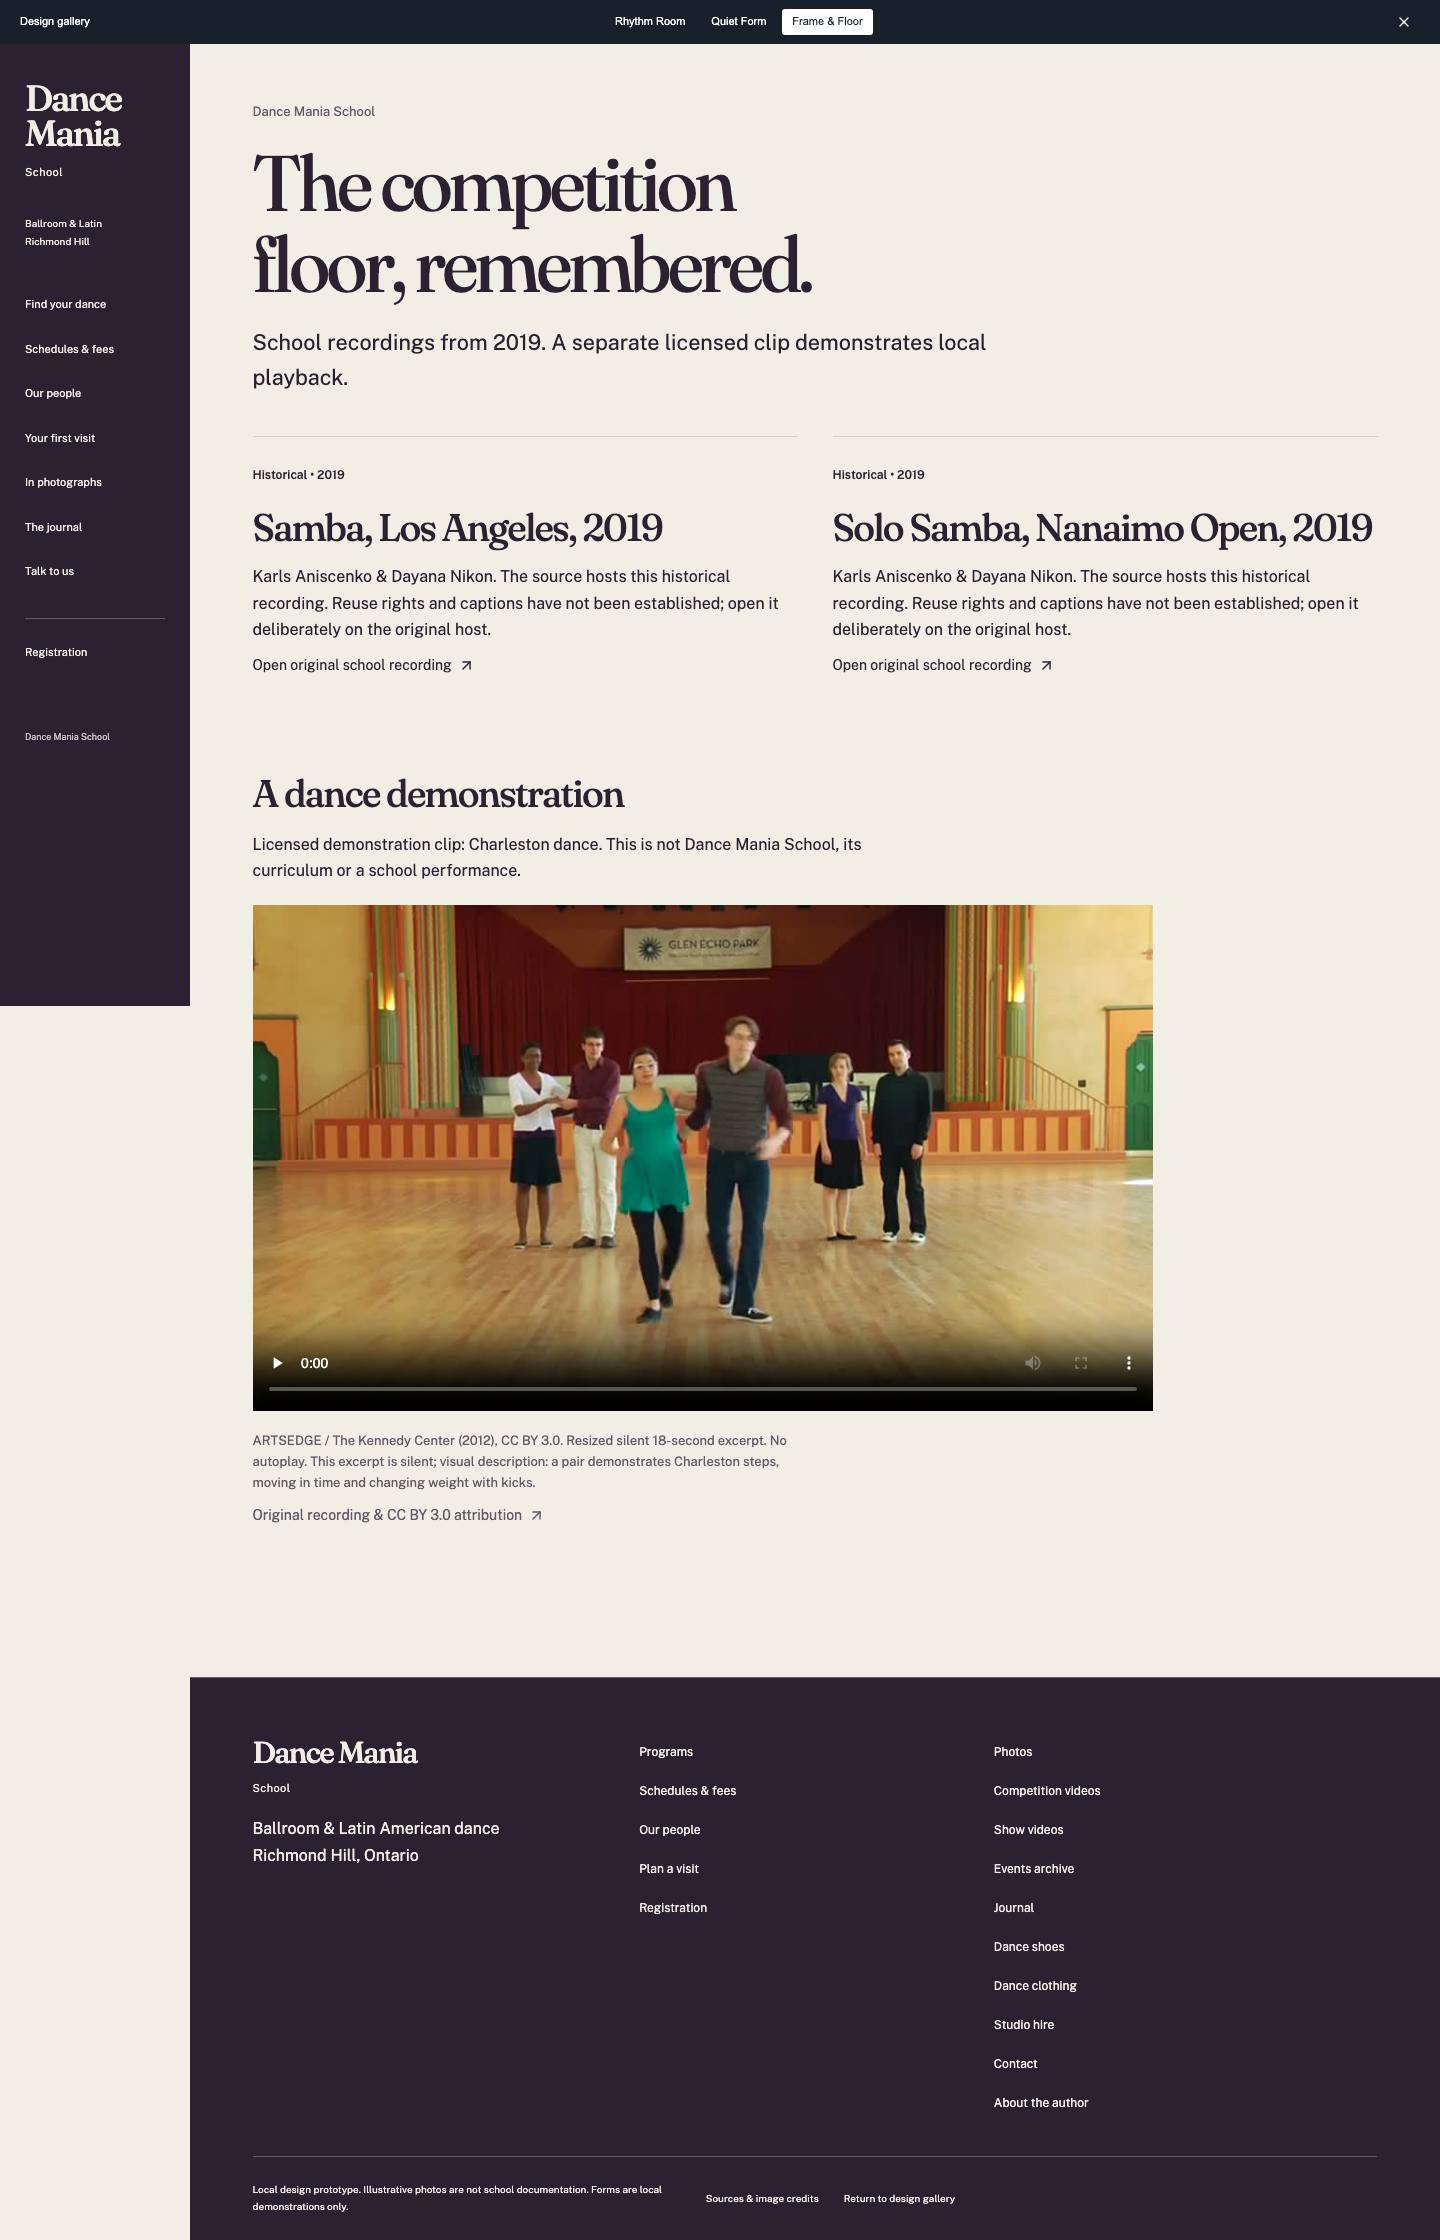 Design gallery
Rhythm Room
Quiet Form
Frame & Floor
Dance
Mania
School
Ballroom & Latin
Richmond Hill
Find your dance
Schedules & fees
Our people
Your first visit
In photographs
The journal
Talk to us
Registration
Dance Mania School
Dance Mania School
The competition
floor, remembered.
School recordings from 2019. A separate licensed clip demonstrates local
playback.
Historical • 2019
Samba, Los Angeles, 2019
Karls Aniscenko & Dayana Nikon. The source hosts this historical
recording. Reuse rights and captions have not been established; open it
deliberately on the original host.
Open original school recording
Historical • 2019
Solo Samba, Nanaimo Open, 2019
Karls Aniscenko & Dayana Nikon. The source hosts this historical
recording. Reuse rights and captions have not been established; open it
deliberately on the original host.
Open original school recording
A dance demonstration
Licensed demonstration clip: Charleston dance. This is not Dance Mania School, its
curriculum or a school performance.
GLEN ECHO PARK
0:00
ARTSEDGE / The Kennedy Center (2012), CC BY 3.0. Resized silent 18-second excerpt. No
autoplay. This excerpt is silent; visual description: a pair demonstrates Charleston steps,
moving in time and changing weight with kicks.
Original recording & CC BY 3.0 attribution
Dance Mania
School
Ballroom & Latin American dance
Richmond Hill, Ontario
Programs
Schedules & fees
Our people
Plan a visit
Registration
Photos
Competition videos
Show videos
Events archive
Journal
Dance shoes
Dance clothing
Studio hire
Contact
About the author
Local design prototype. Illustrative photos are not school documentation. Forms are local
demonstrations only.
Sources & image credits
Return to design gallery